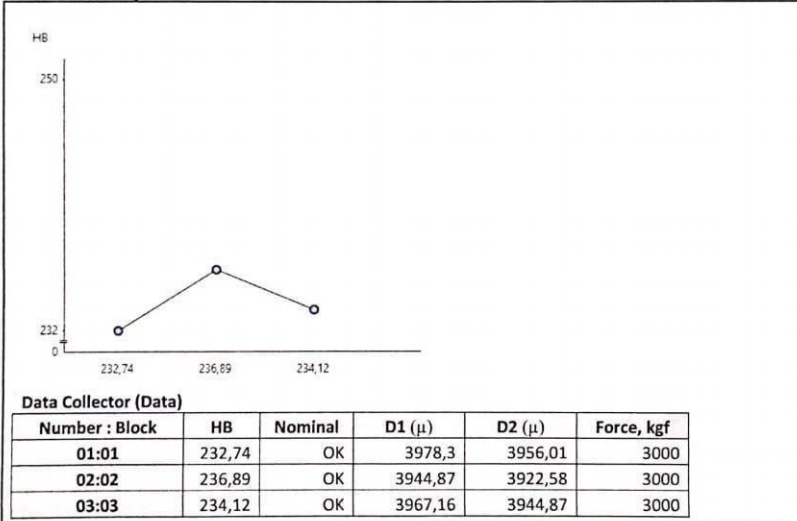 HB
250
232
0
232,74 236,89 234,12
Data Collector (Data)
Number : Block HB Nominal D1 (μ) D2 (μ) Force, kgf
01:01 232,74 OK 3978,3 3956,01 3000
02:02 236,89 OK 3944,87 3922,58 3000
03:03 234,12 OK 3967,16 3944,87 3000